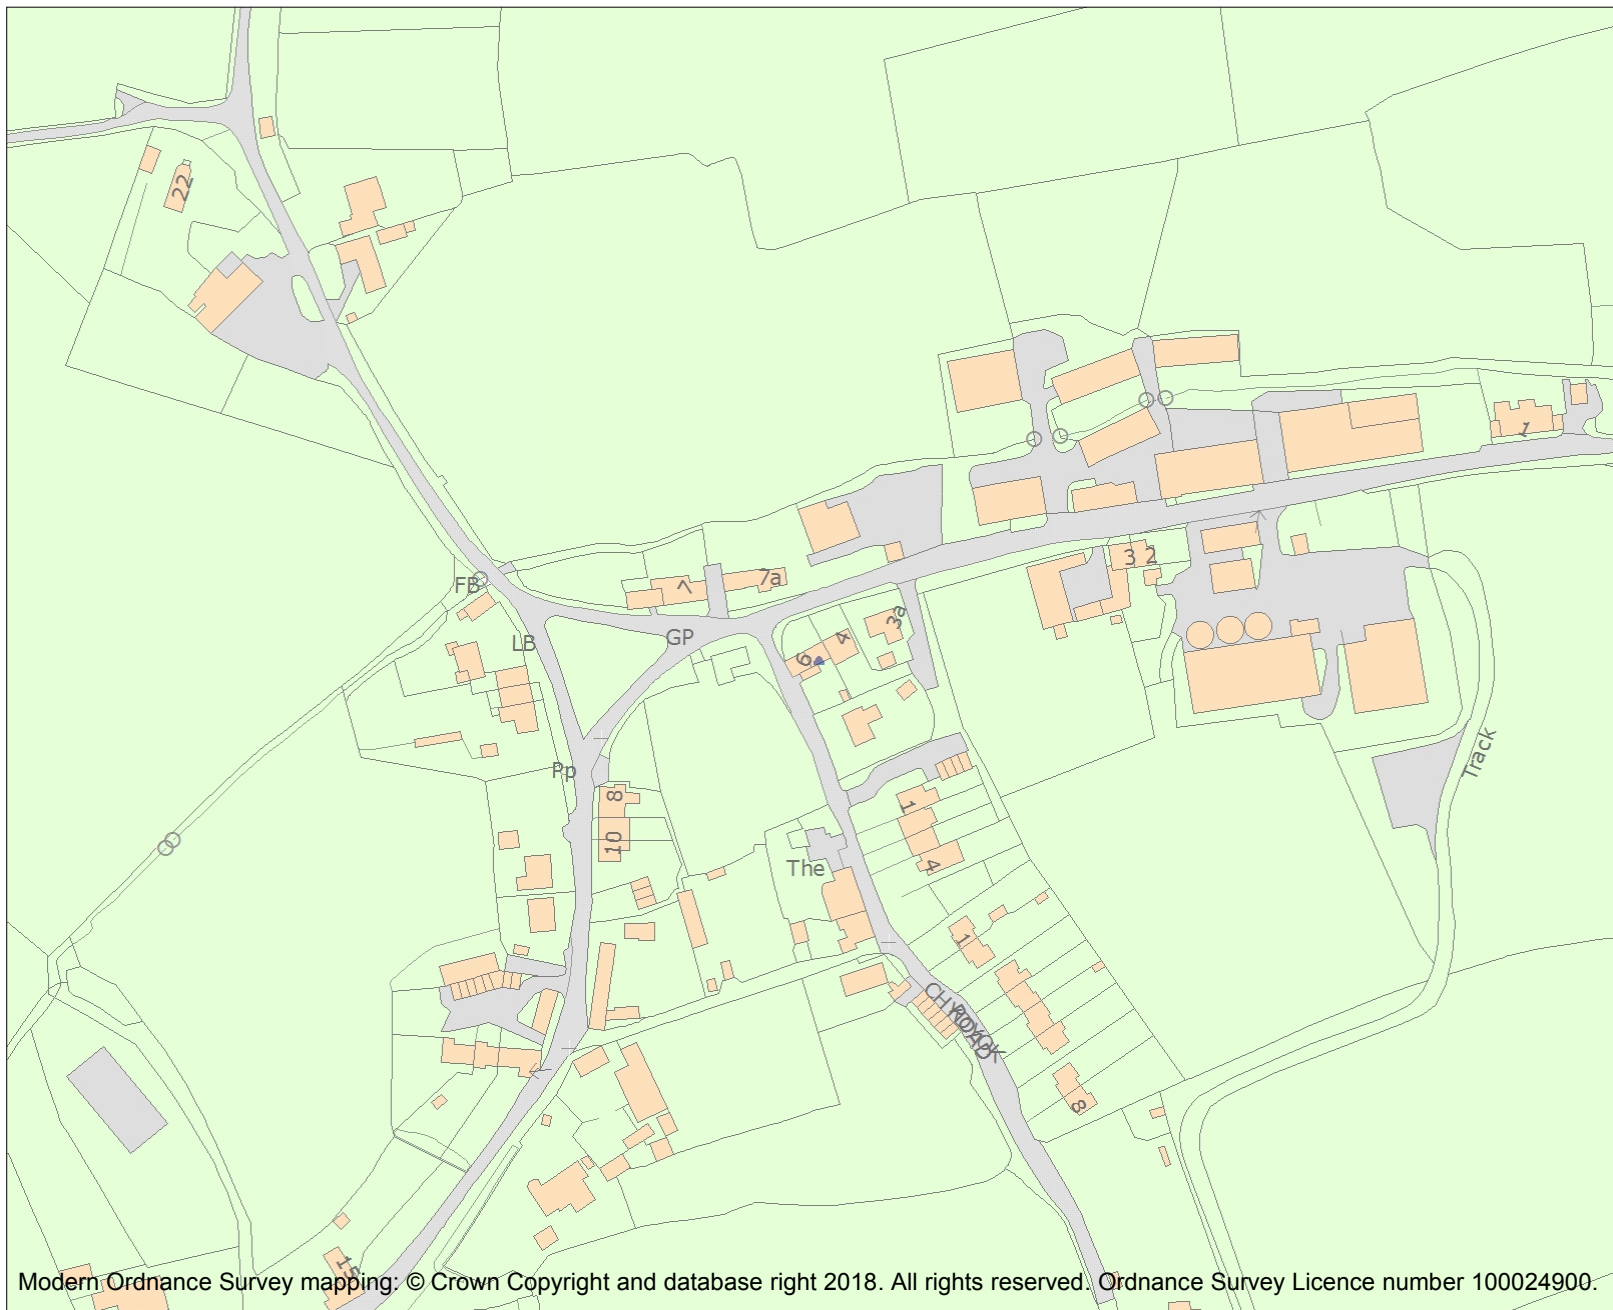 22
1
FB
7
7a
3 2
LB
GP
6
4
3a
Track
Pp
8
10
1
4
The
1
8
15
Modern Ordnance Survey mapping: © Crown Copyright and database right 2018. All rights reserved. Ordnance Survey Licence number 100024900.